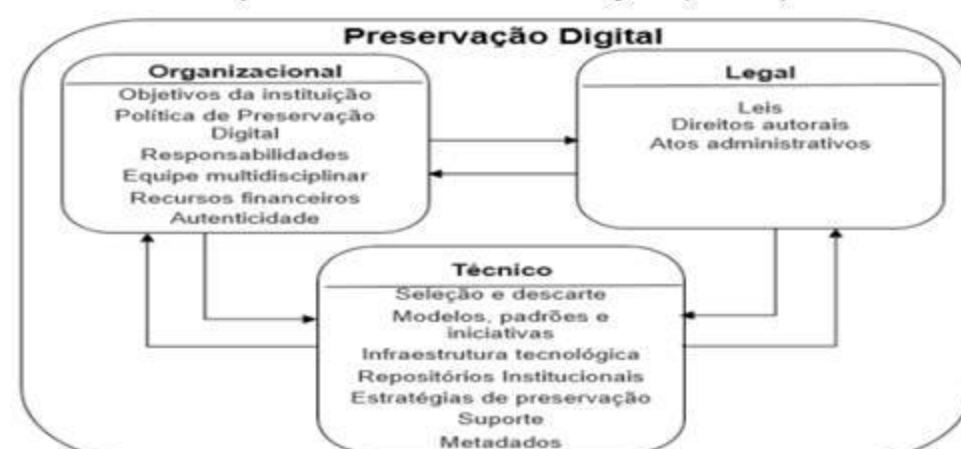 Preservação Digital
Organizacional
Objetivos da instituição
Política de Preservação
Digital
Responsabilidades
Equipe multidisciplinar
Recursos financeiros
Autenticidade
Legal
Leis
Direitos autorais
Atos administrativos
Técnico
Seleção e descarte
Modelos, padrões e
iniciativas
Infraestrutura tecnológica
Repositórios Institucionais
Estratégias de preservação
Suporte
Metadados